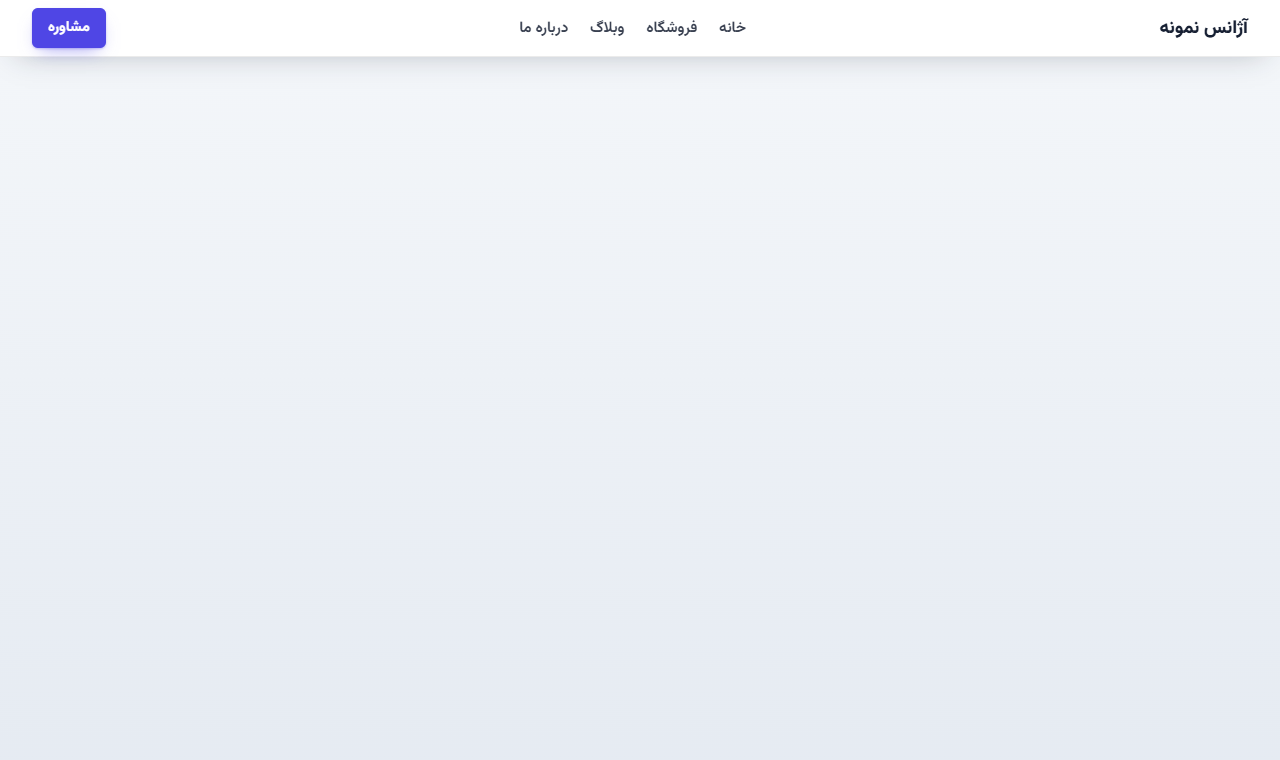 آژانس نمونه
خانه
فروشگاه
وبلاگ
درباره ما
مشاوره